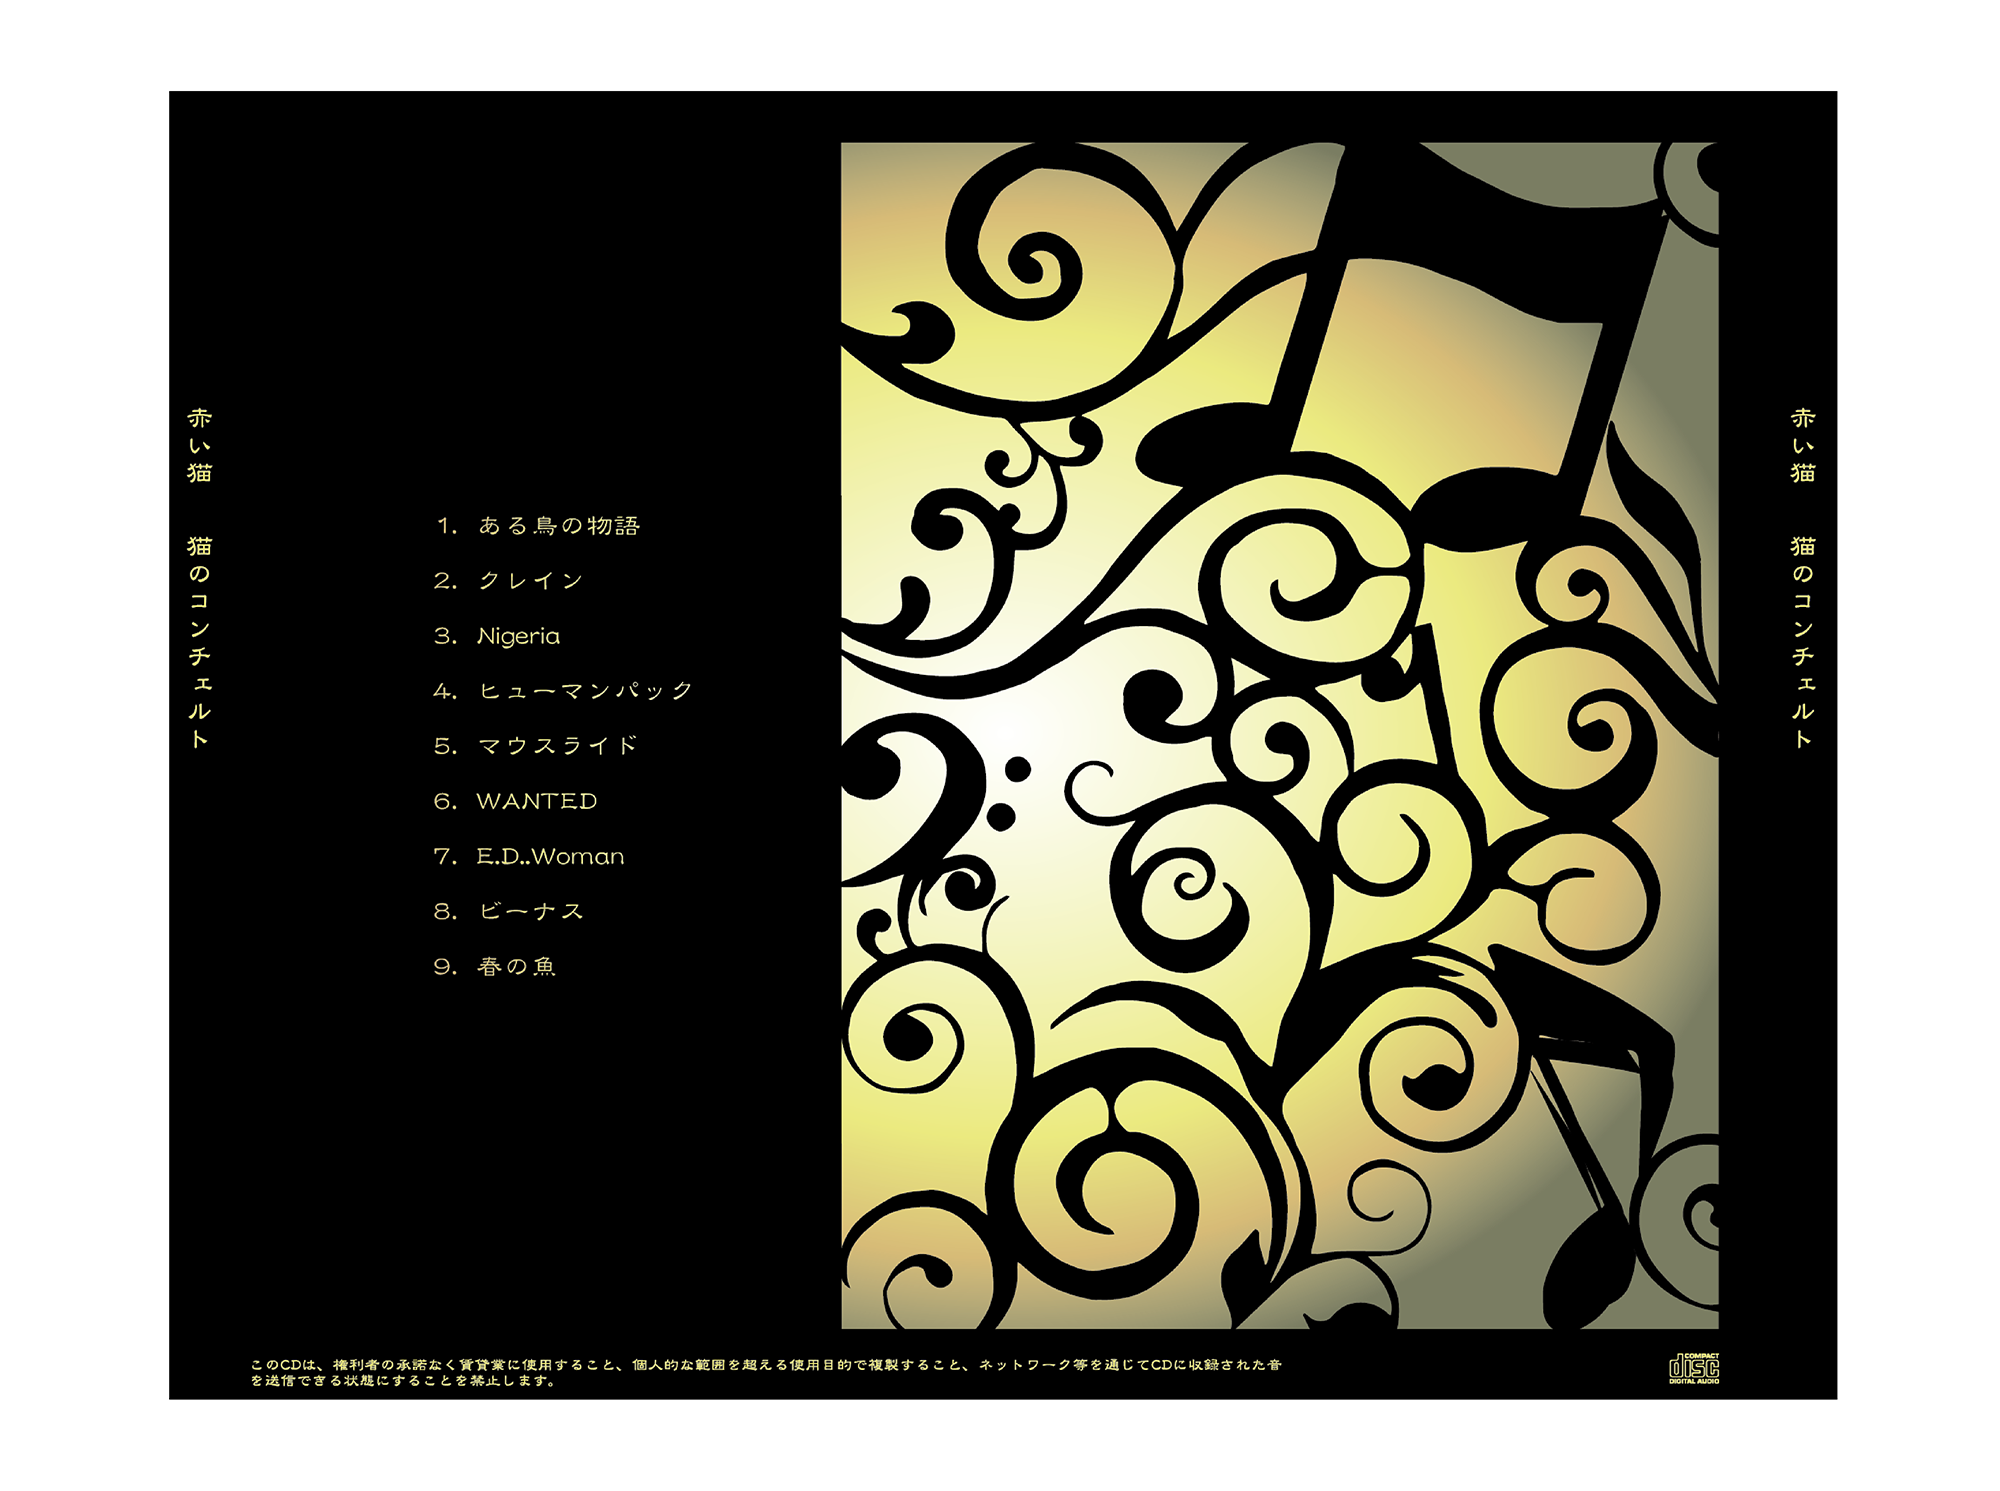 赤い猫　猫のコンチェルト
1. ある鳥の物語
2. クレイン
3. Nigeria
4. ヒューマンパック
5. マウスライド
6. WANTED
7. E.D..Woman
8. ビーナス
9. 春の魚
赤い猫　猫のコンチェルト
このCDは、権利者の承諾なく賃貸業に使用すること、個人的な範囲を超える使用目的で複製すること、ネットワーク等を通じてCDに収録された音
を送信できる状態にすることを禁止します。
COMPACT
disc
DIGITAL AUDIO